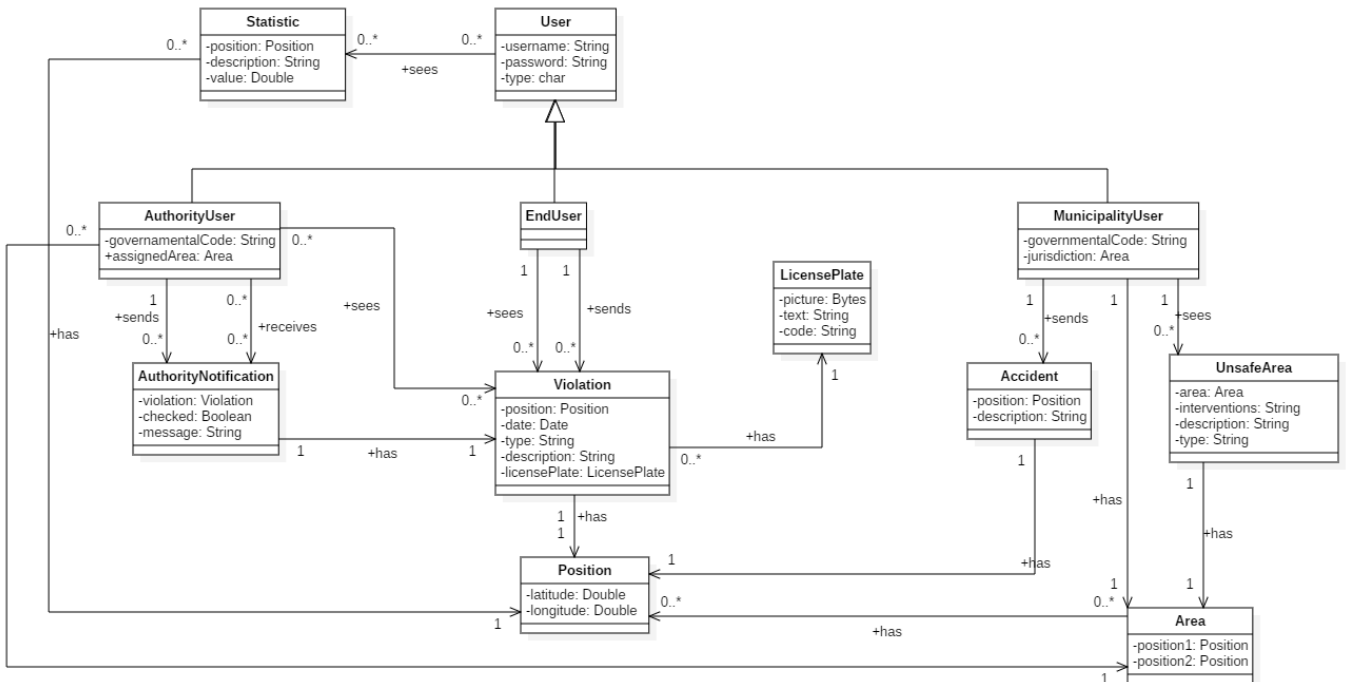 Statistic
-position: Position
-description: String
-value: Double
User
-username: String
-password: String
-type: char
0..*
0..*
0..*
+sees
AuthorityUser
-governamentalCode: String
+assignedArea: Area
EndUser
MunicipalityUser
-governmentalCode: String
-jurisdiction: Area
0..*
0..*
LicensePlate
-picture: Bytes
-text: String
-code: String
1
+sends
0..*
0..*
+receives
0..*
+sees
1
+sees
0..*
1
+sends
0..*
1
+sends
0..*
1
1
+sees
0..*
+has
AuthorityNotification
-violation: Violation
-checked: Boolean
-message: String
Violation
-position: Position
-date: Date
-type: String
-description: String
-licensePlate: LicensePlate
Accident
-position: Position
-description: String
UnsafeArea
-area: Area
-interventions: String
-description: String
-type: String
0..*
1
+has
1
1
+has
0..*
1
+has
1
1
+has
1
+has
1
+has
1
1
1
Position
-latitude: Double
-longitude: Double
1
0..*
+has
0..*
Area
-position1: Position
-position2: Position
1